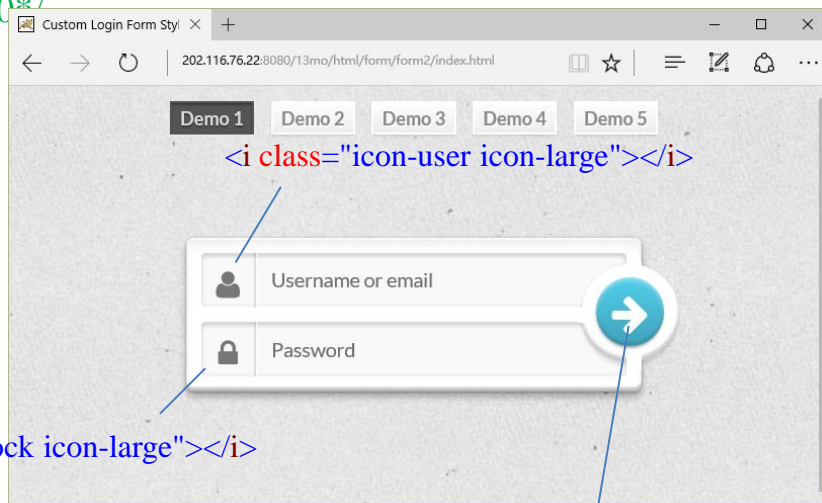 0*/
Custom Login Form Styl
202.116.76.22:8080/13mo/html/form/form2/index.html
Demo 1 Demo 2 Demo 3 Demo 4 Demo 5
<i class="icon-user icon-large"></i>
Username or email
Password
ock icon-large"></i>